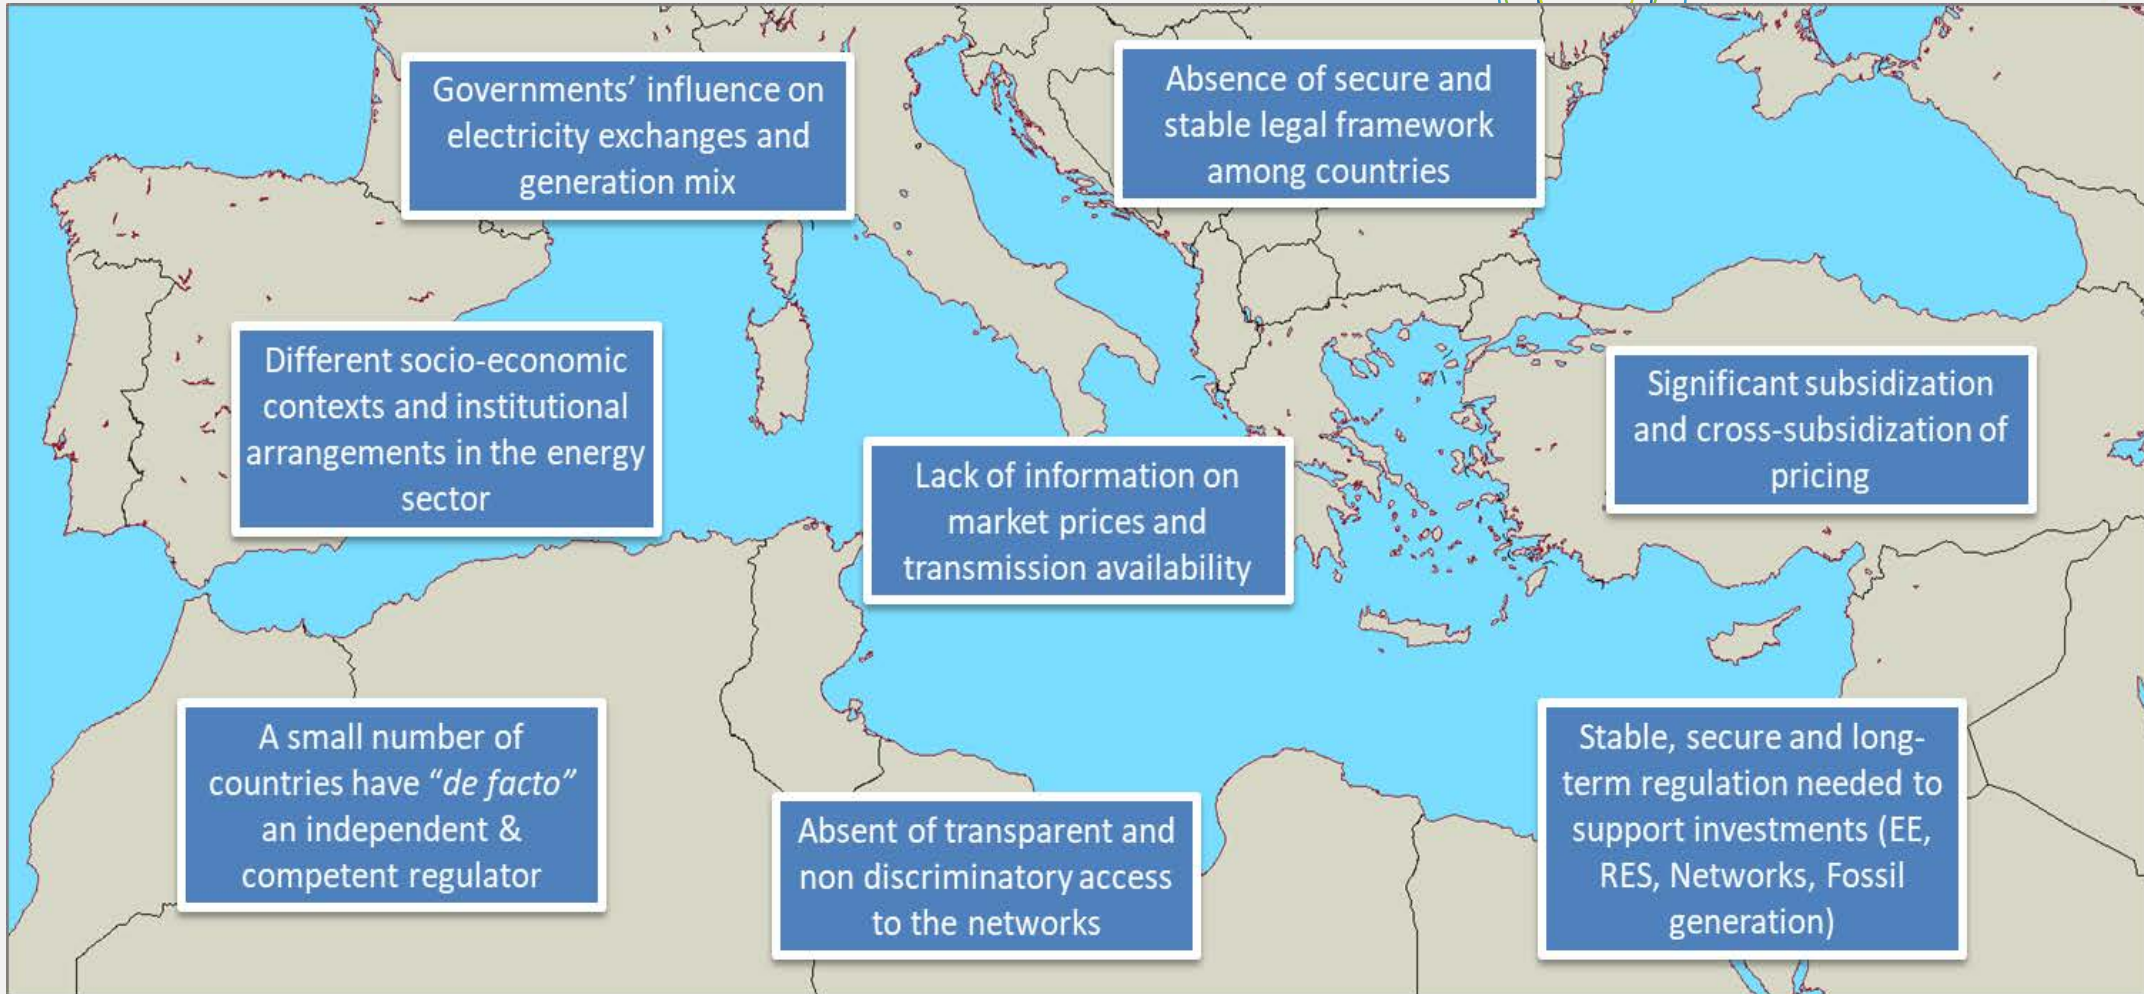 Governments’ influence on
electricity exchanges and
generation mix
Absence of secure and
stable legal framework
among countries
Different socio-economic
contexts and institutional
arrangements in the energy
sector
Lack of information on
market prices and
transmission availability
Significant subsidization
and cross-subsidization of
pricing
A small number of
countries have “de facto”
an independent &
competent regulator
Absent of transparent and
non discriminatory access
to the networks
Stable, secure and long-
term regulation needed to
support investments (EE,
RES, Networks, Fossil
generation)